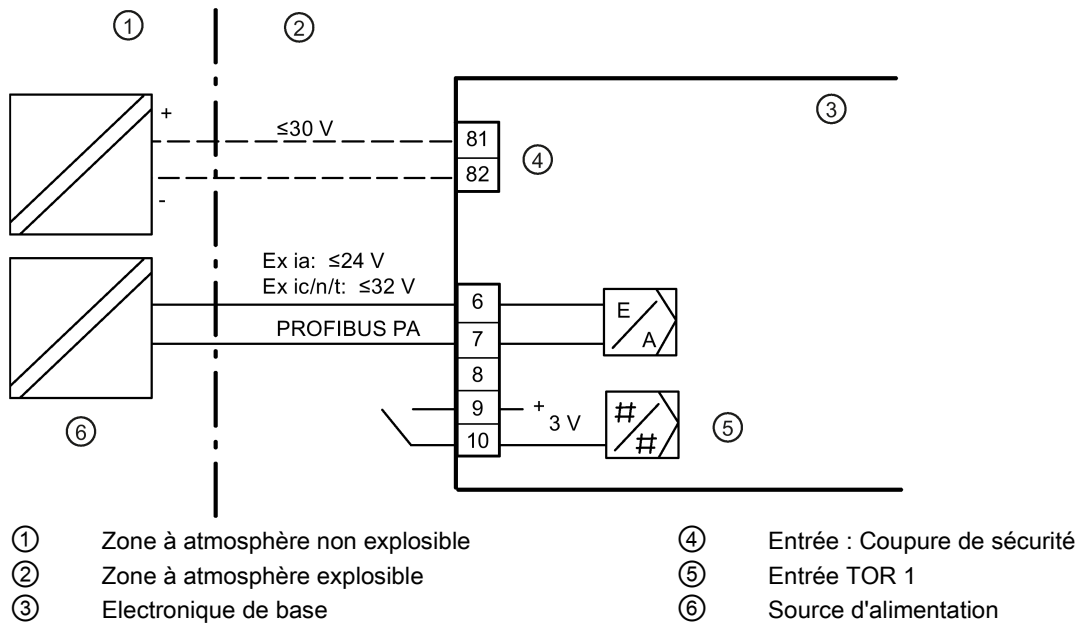 ① ②
③
+
≤30 V
81
④
82
-
Ex ia: ≤24 V
Ex ic/n/t: ≤32 V
6
E
PROFIBUS PA
7
A
8
9
+
3 V
#
⑤
10
#
⑥
① Zone à atmosphère non explosible
④ Entrée : Coupure de sécurité
② Zone à atmosphère explosible
⑤ Entrée TOR 1
③ Electronique de base
⑥ Source d'alimentation